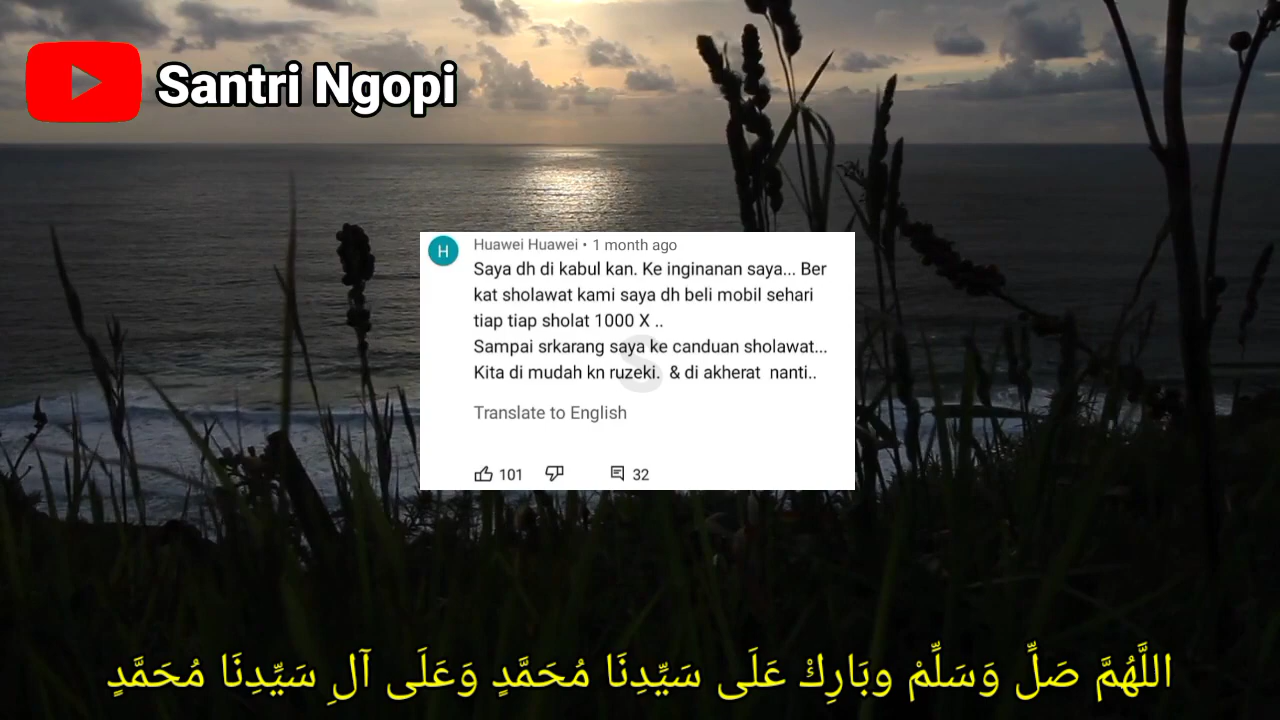 Santri Ngopi
H
Huawei Huawei • 1 month ago
Saya dh di kabul kan. Ke inginanan saya... Ber
kat sholawat kami saya dh beli mobil sehari
tiap tiap sholat 1000 X ..
Sampai srkarang saya ke canduan sholawat...
Kita di mudah kn ruzeki. & di akherat nanti..
S
Translate to English
101 32
اللَّهُمَّ صَلِّ وَسَلِّمْ وبَارِكْ عَلَى سَيِّدِنَا مُحَمَّدٍ وَعَلَى آلِ سَيِّدِنَا مُحَمَّدٍ